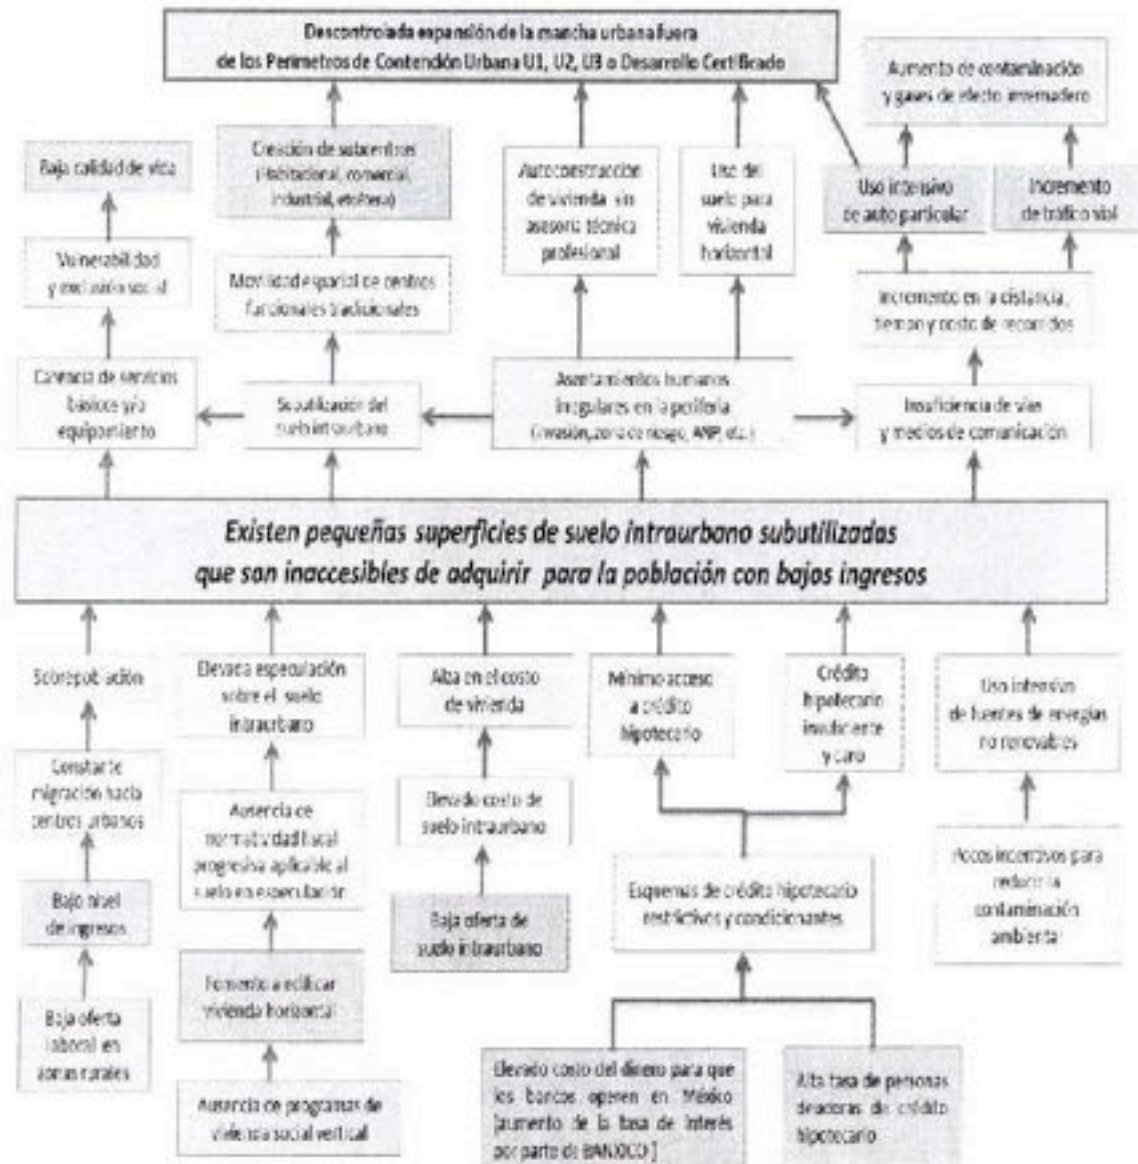 Descontrolada expansión de la mancha urbana fuera
de los Perímetros de Contención Urbana U1, U2, U3 o Desarrollo Certificado
Aumento de contaminación
y gases de efecto invernadero
Baja calidad de vida
Creación de subcentros
(Habitacional, comercial,
industrial, etcétera)
Autoconstrucción
de vivienda sin
asesoría técnica
profesional
Uso del
suelo para
vivienda
horizontal
Uso intensivo
de auto particular
Incremento
de tráfico vial
Vulnerabilidad
y exclusión social
Movilidad espacial de centros
funcionales tradicionales
Incremento en la distancia,
tiempo y costo de recorridos
Carencia de servicios
básicos y/o
equipamiento
Subutilización del
suelo intraurbano
Asentamientos humanos
irregulares en la periferia
(invasión, zona de riesgo, ANP, etc.)
Insuficiencia de vías
y medios de comunicación
Existen pequeñas superficies de suelo intraurbano subutilizadas
que son inaccesibles de adquirir para la población con bajos ingresos
Sobrepoblación
Elevada especulación
sobre el suelo
intraurbano
Alza en el costo
de vivienda
Mínimo acceso
a crédito
hipotecario
Crédito
hipotecario
insuficiente
y caro
Uso intensivo
de fuentes de energías
no renovables
Constante
migración hacia
centros urbanos
Ausencia de
normatividad fiscal
progresiva aplicable al
suelo en especulación
Elevado costo de
suelo intraurbano
Esquemas de crédito hipotecario
restrictivos y condicionantes
Pocos incentivos para
reducir la
contaminación
ambiental
Bajo nivel
de ingresos
Baja oferta de
suelo intraurbano
Fomento a edificar
vivienda horizontal
Baja oferta
laboral en
zonas rurales
Ausencia de programas de
vivienda social vertical
Elevado costo del dinero para que
los bancos operen en México
[aumento de la tasa de interés
por parte de BANXICO]
Alta tasa de personas
deudoras de crédito
hipotecario